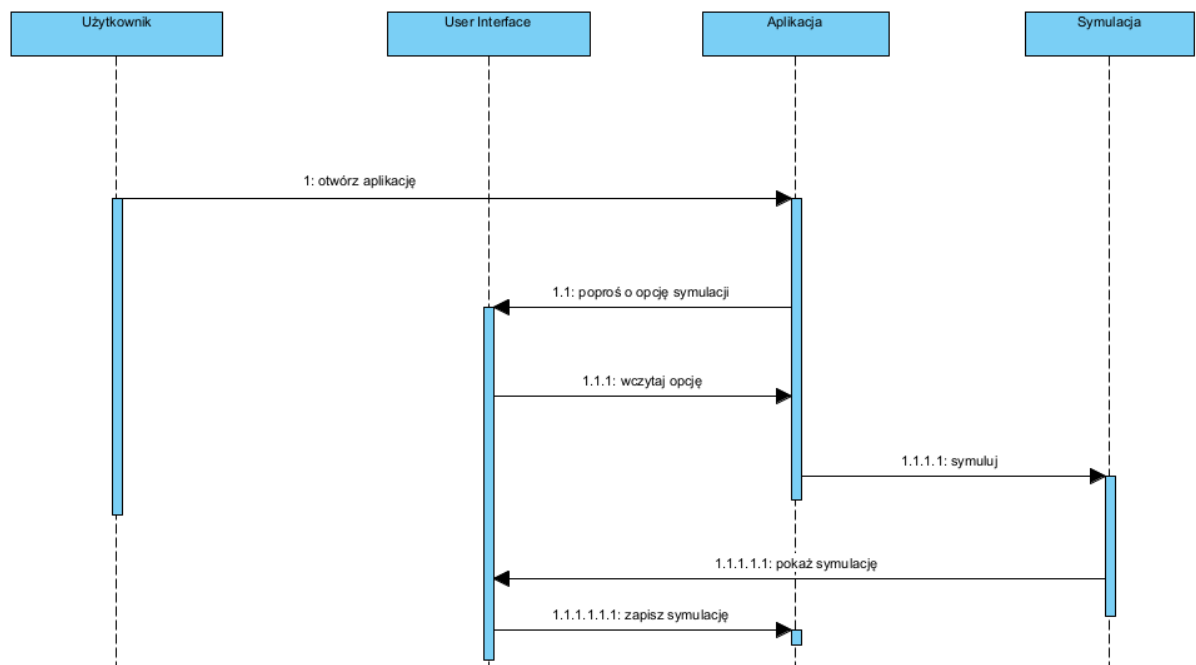 Użytkownik
User Interface
Aplikacja
Symulacja
1: otwórz aplikację
1.1: poproś o opcję symulacji
1.1.1: wczytaj opcję
1.1.1.1: symuluj
1.1.1.1.1: pokaż symulację
1.1.1.1.1.1: zapisz symulację